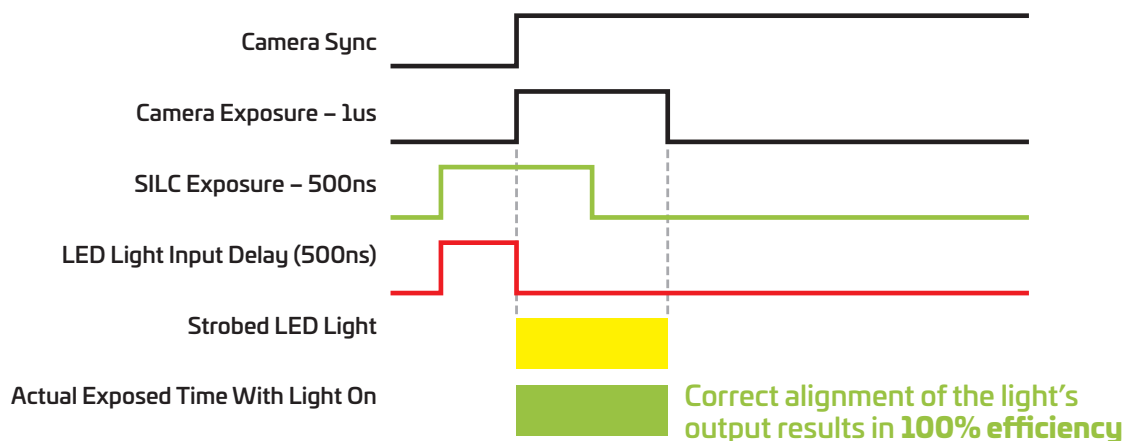 Camera Sync
Camera Exposure – 1us
SILC Exposure – 500ns
LED Light Input Delay (500ns)
Strobed LED Light
Actual Exposed Time With Light On
Correct alignment of the light's
output results in 100% efficiency